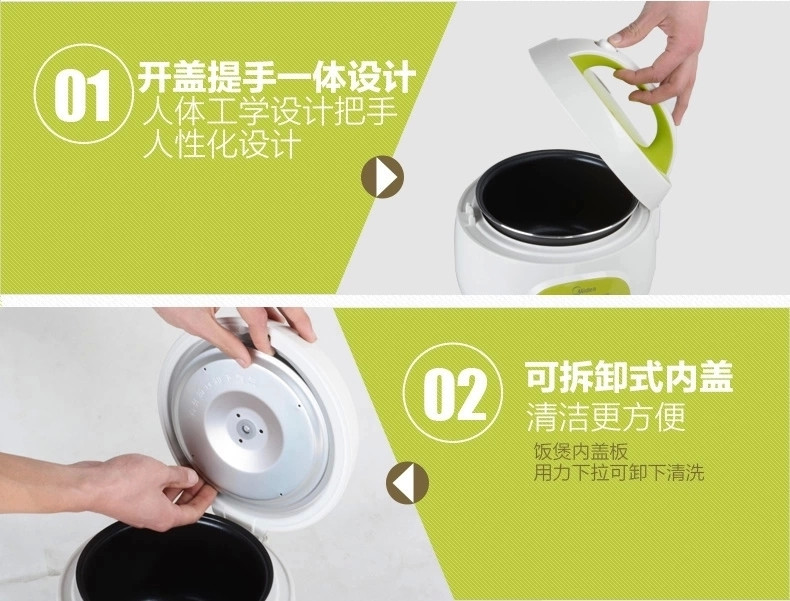 01
开盖提手一体设计
人体工学设计把手
人性化设计
Midea
02
可拆卸式内盖
清洁更方便
饭煲内盖板
用力下拉可卸下清洗